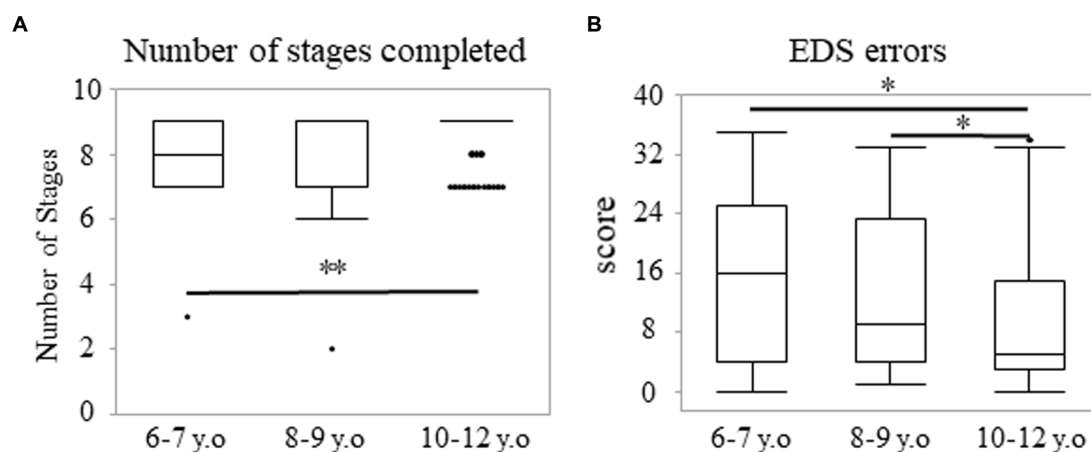 A
Number of stages completed
Number of Stages
10
8
6
4
2
0
**
6-7 y.o
8-9 y.o
10-12 y.o
B
EDS errors
score
40
32
24
16
8
0
*
*
6-7 y.o
8-9 y.o
10-12 y.o